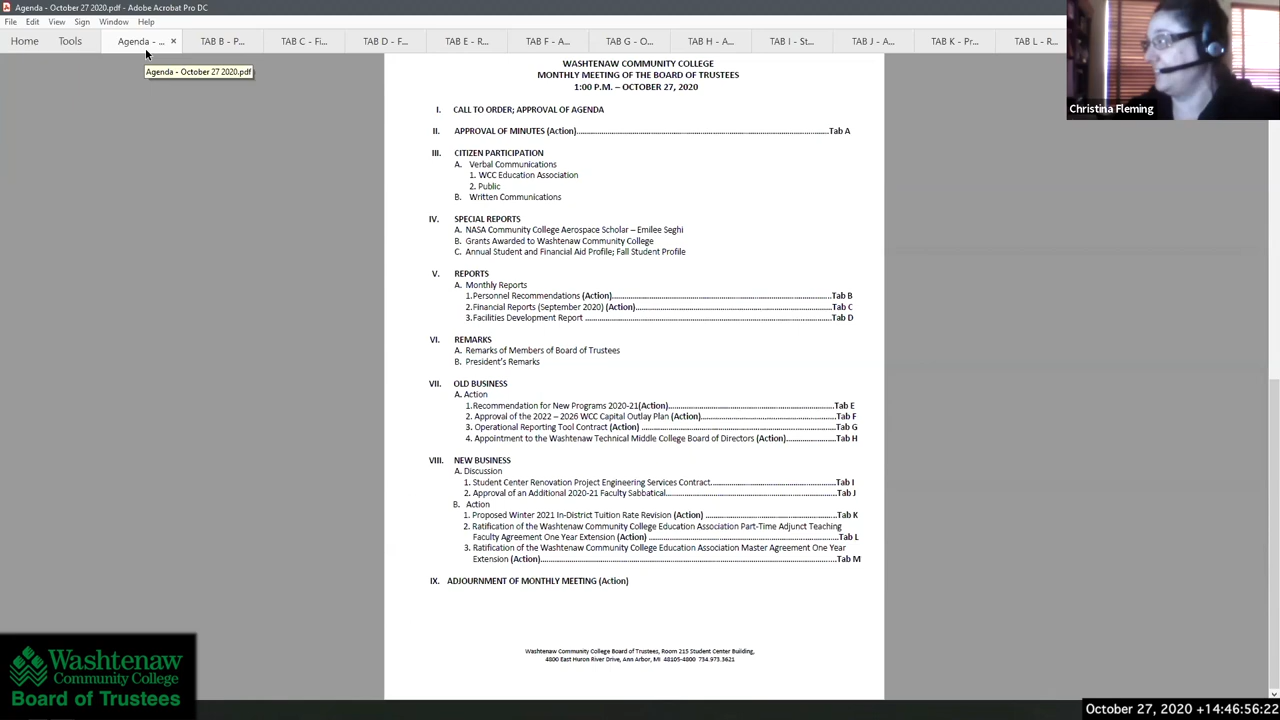 Agenda - October 27 2020.pdf - Adobe Acrobat Pro DC
File Edit View Sign Window Help
Home Tools Agenda - ... × TAB B - P... TAB C - Fi... TAB D - F... TAB E - R... TAB F - A... TAB G - O... TAB H - A... TAB I - St... - A... TAB K - Pr... TAB L - R...
Agenda - October 27 2020.pdf
WASHTENAW COMMUNITY COLLEGE
MONTHLY MEETING OF THE BOARD OF TRUSTEES
1:00 P.M. – OCTOBER 27, 2020
I. CALL TO ORDER; APPROVAL OF AGENDA
II. APPROVAL OF MINUTES (Action)....Tab A
III. CITIZEN PARTICIPATION
A. Verbal Communications
1. WCC Education Association
2. Public
B. Written Communications
IV. SPECIAL REPORTS
A. NASA Community College Aerospace Scholar – Emilee Seghi
B. Grants Awarded to Washtenaw Community College
C. Annual Student and Financial Aid Profile; Fall Student Profile
V. REPORTS
A. Monthly Reports
1.Personnel Recommendations (Action)....Tab B
2.Financial Reports (September 2020) (Action)....Tab C
3.Facilities Development Report ....Tab D
VI. REMARKS
A. Remarks of Members of Board of Trustees
B. President's Remarks
VII. OLD BUSINESS
A. Action
1.Recommendation for New Programs 2020-21(Action)....Tab E
2. Approval of the 2022 – 2026 WCC Capital Outlay Plan (Action)....Tab F
3. Operational Reporting Tool Contract (Action) ....Tab G
4. Appointment to the Washtenaw Technical Middle College Board of Directors (Action)....Tab H
VIII. NEW BUSINESS
A. Discussion
1. Student Center Renovation Project Engineering Services Contract....Tab I
2. Approval of an Additional 2020-21 Faculty Sabbatical....Tab J
B. Action
1. Proposed Winter 2021 In-District Tuition Rate Revision (Action) ....Tab K
2. Ratification of the Washtenaw Community College Education Association Part-Time Adjunct Teaching
Faculty Agreement One Year Extension (Action) ....Tab L
3. Ratification of the Washtenaw Community College Education Association Master Agreement One Year
Extension (Action)....Tab M
IX. ADJOURNMENT OF MONTHLY MEETING (Action)
Washtenaw Community College Board of Trustees, Room 215 Student Center Building,
4800 East Huron River Drive, Ann Arbor, MI 48105-4800 734.973.3621
Christina Fleming
Washtenaw
Community College
Board of Trustees
October 27, 2020 +14:46:56:22